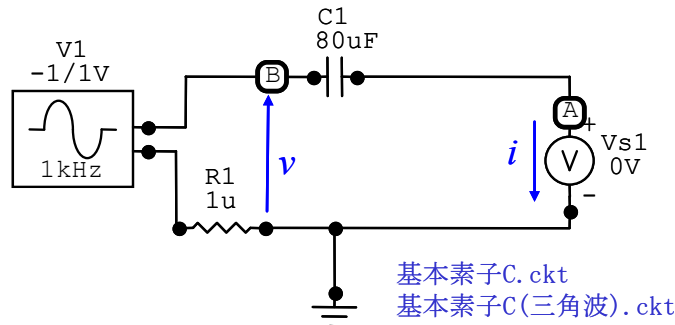 C1
80uF
V1
-1/1V
B
A
+
Vs1
V
0V
i
v
1kHz
R1
1u
基本素子C.ckt
基本素子C(三角波).ckt